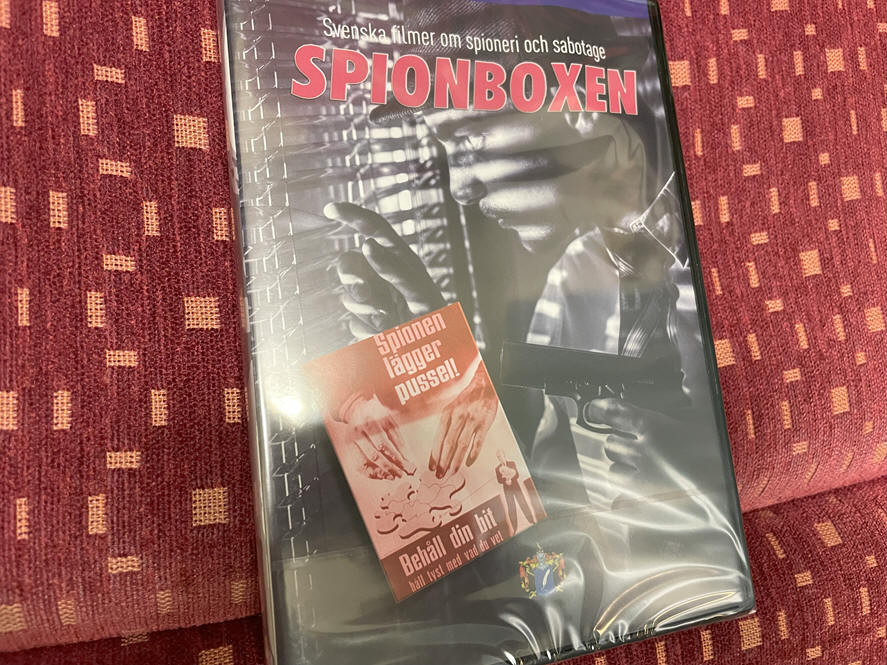 Svenska filmer om spioneri och sabotage
SPIONBOXEN
Spionen
lägger
pussel!
Behåll din bit
håll tyst med vad du vet